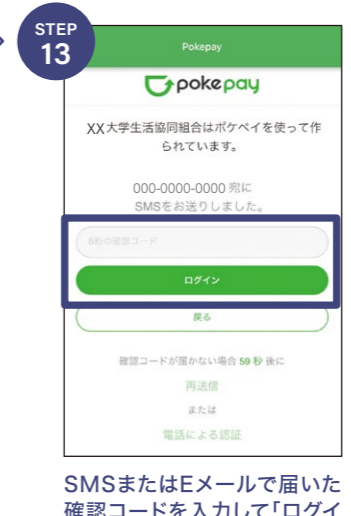 STEP
13
Pokepay
pokepay
XX大学生活協同組合はポケペイを使って作
られています。
000-0000-0000 宛に
SMSをお送りしました。
6桁の確認コード
ログイン
戻る
確認コードが届かない場合 59 秒 後に
再送信
または
電話による認証
SMSまたはEメールで届いた
確認コードを入力して「ログイ